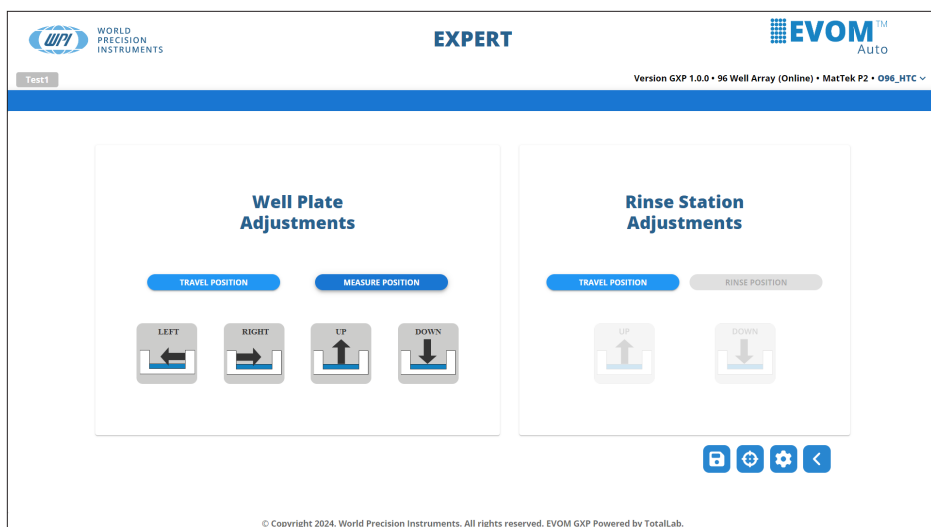 WPI
WORLD
PRECISION
INSTRUMENTS
EXPERT
EVOM™
Auto
Test1
Version GXP 1.0.0 • 96 Well Array (Online) • MatTek P2 • O96_HTC
Well Plate
Adjustments
TRAVEL POSITION
MEASURE POSITION
LEFT
RIGHT
UP
DOWN
Rinse Station
Adjustments
TRAVEL POSITION
RINSE POSITION
UP
DOWN
© Copyright 2024. World Precision Instruments. All rights reserved. EVOM GXP Powered by TotalLab.